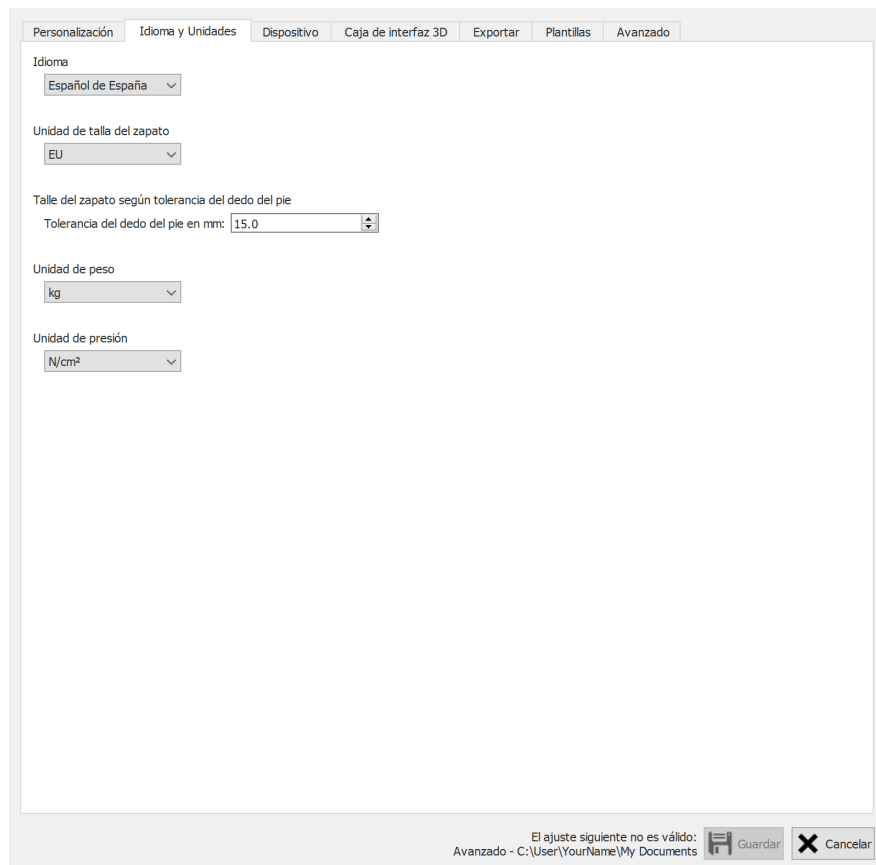 Personalización Idioma y Unidades Dispositivo Caja de interfaz 3D Exportar Plantillas Avanzado
Idioma
Español de España
Unidad de talla del zapato
EU
Talle del zapato según tolerancia del dedo del pie
Tolerancia del dedo del pie en mm: 15.0
Unidad de peso
kg
Unidad de presión
N/cm²
El ajuste siguiente no es válido:
Avanzado - C:\User\YourName\My Documents
Guardar
Cancelar